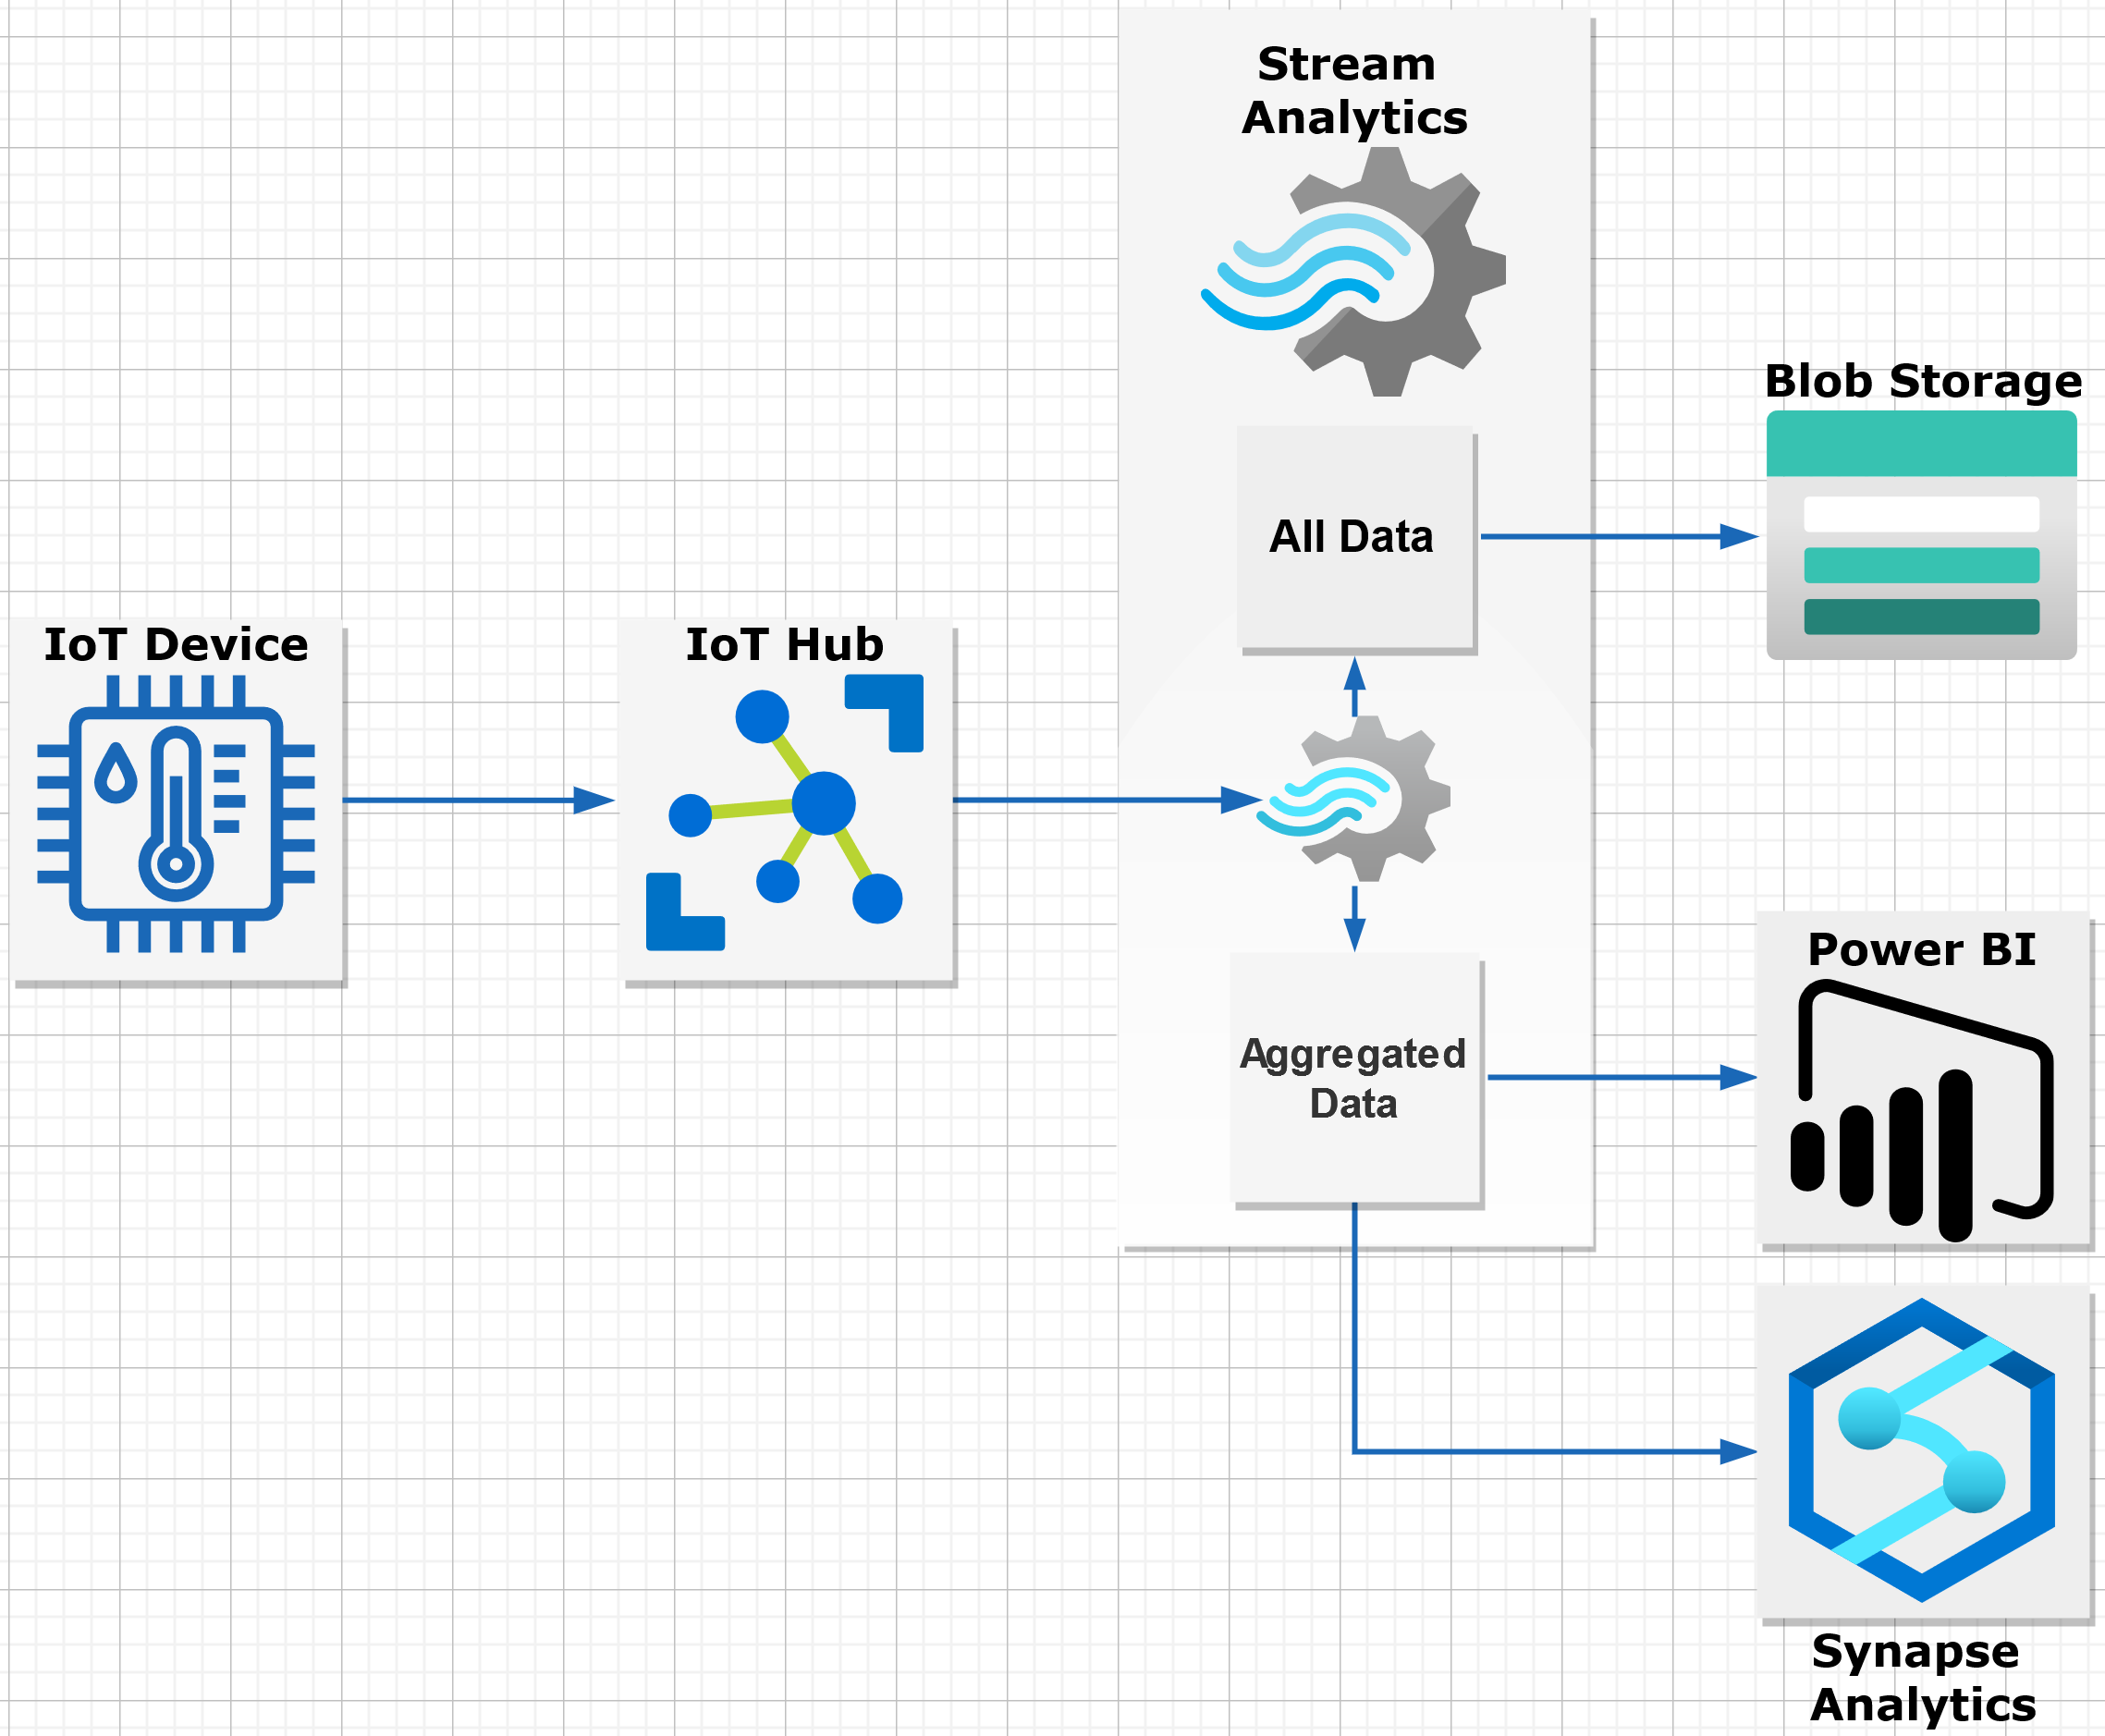 Stream
Analytics
Blob Storage
All Data
IoT Device
IoT Hub
Power BI
Aggregated
Data
Synapse
Analytics